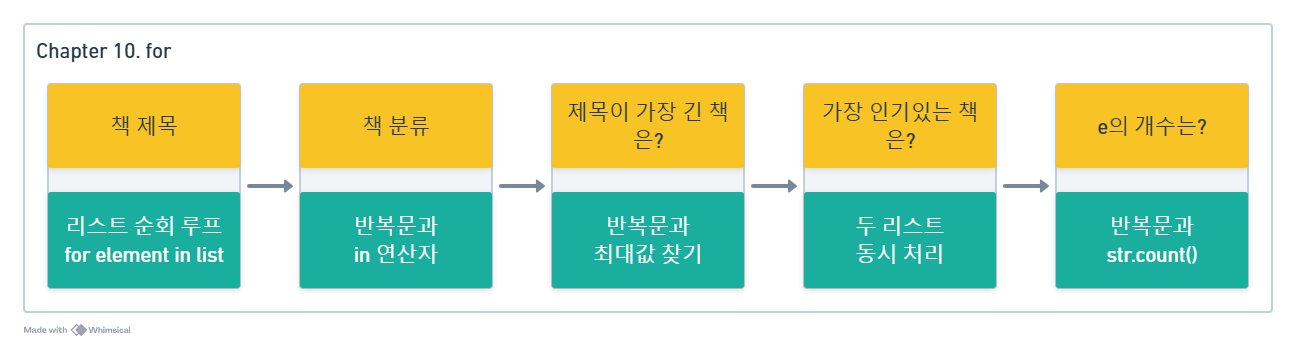 Chapter 10. for
책 제목
리스트 순회 루프
for element in list
책 분류
반복문과
in 연산자
제목이 가장 긴 책
은?
반복문과
최대값 찾기
가장 인기있는 책
은?
두 리스트
동시 처리
e의 개수는?
반복문과
str.count()
Made with Whimsical